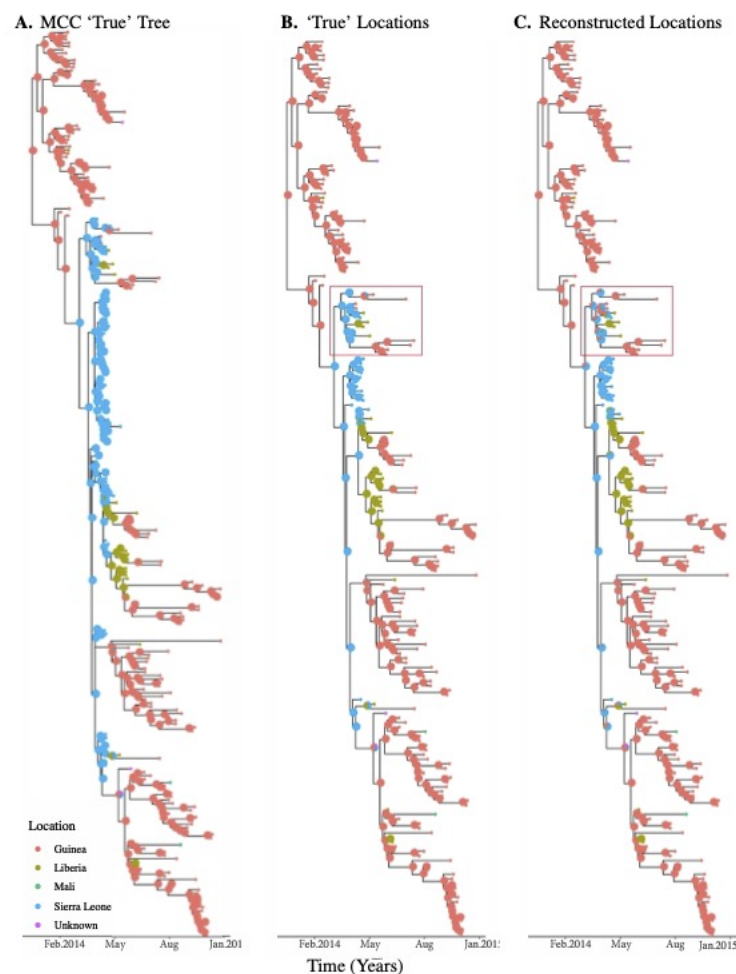 A. MCC ‘True’ Tree
B. ‘True’ Locations
C. Reconstructed Locations
Location
Guinea
Liberia
Mali
Sierra Leone
Unknown
Feb.2014 May Aug Jan.201
Feb.2014 May Aug Jan.201
Feb.2014 May Aug Jan.2015
Time (Years)